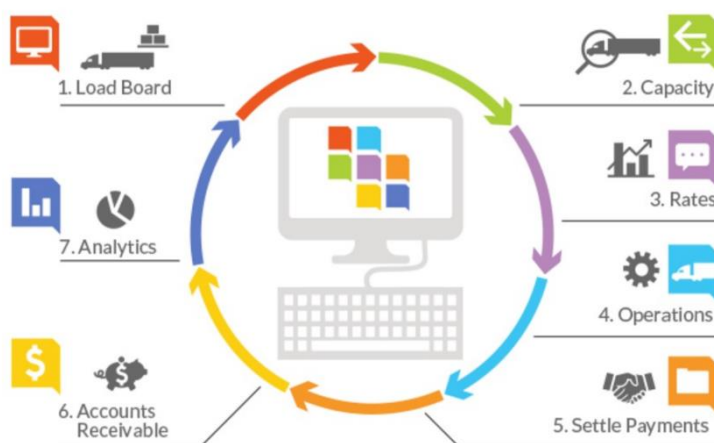 1. Load Board
2. Capacity
3. Rates
4. Operations
5. Settle Payments
6. Accounts
Receivable
7. Analytics